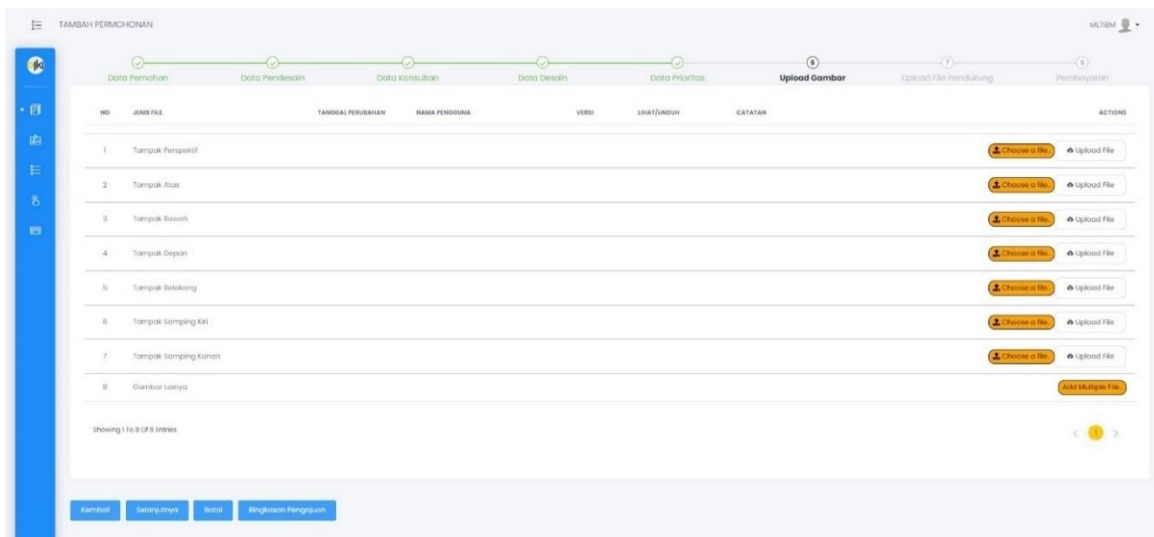 TAMBAH PERMOHONAN
MLTIBM
Data Pemohon Data Pendesain Data Konsultan Data Desain Data Prioritas 6 Upload Gambar 7 Upload File Pendukung 8 Pembayaran
NO JENIS FILE TANGGAL PERUBAHAN NAMA PENGGUNA VERSI LIHAT/UNDUH CATATAN ACTIONS
1 Tampak Perspektif Choose a file.. Upload File
2 Tampak Atas Choose a file.. Upload File
3 Tampak Bawah Choose a file.. Upload File
4 Tampak Depan Choose a file.. Upload File
5 Tampak Belakang Choose a file.. Upload File
6 Tampak Samping Kiri Choose a file.. Upload File
7 Tampak Samping Kanan Choose a file.. Upload File
8 Gambar Lainya Add Multiple File..
Showing 1 To 8 Of 8 Entries
< 1 >
Kembali Selanjutnya Batal Ringkasan Pengajuan